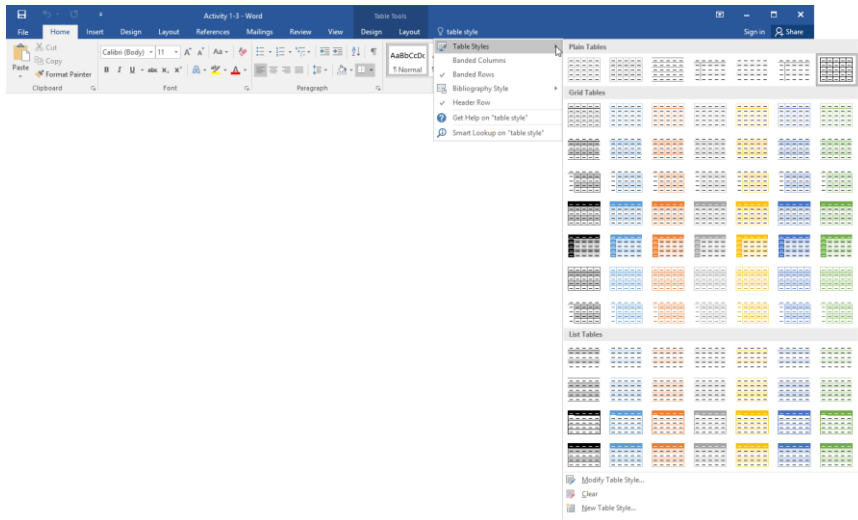 Activity 1-3 - Word
Table Tools
File Home Insert Design Layout References Mailings Review View Design Layout table style Sign in Share
Paste
Cut
Copy
Format Painter
Calibri (Body) 11 A A Aa
B I U abc X, X² A A
AaBbCcDc
¶ Normal
Clipboard Font Paragraph
Table Styles
Banded Columns
Banded Rows
Bibliography Style
Header Row
Get Help on "table style"
Smart Lookup on "table style"
Plain Tables
Grid Tables
List Tables
Modify Table Style...
Clear
New Table Style...